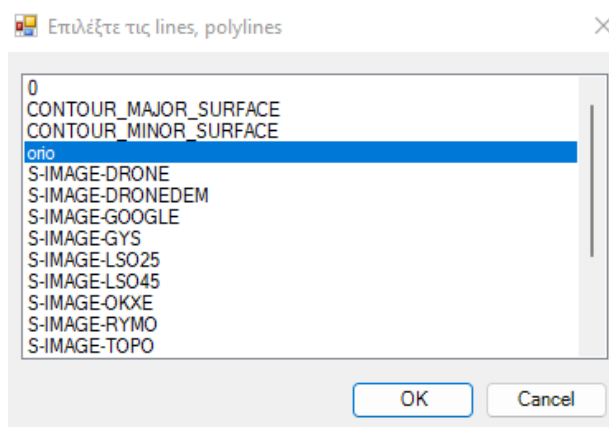 Επιλέξτε τις lines, polylines
0
CONTOUR_MAJOR_SURFACE
CONTOUR_MINOR_SURFACE
orio
S-IMAGE-DRONE
S-IMAGE-DRONEDEM
S-IMAGE-GOOGLE
S-IMAGE-GYS
S-IMAGE-LSO25
S-IMAGE-LSO45
S-IMAGE-OKXE
S-IMAGE-RYMO
S-IMAGE-TOPO
OK Cancel